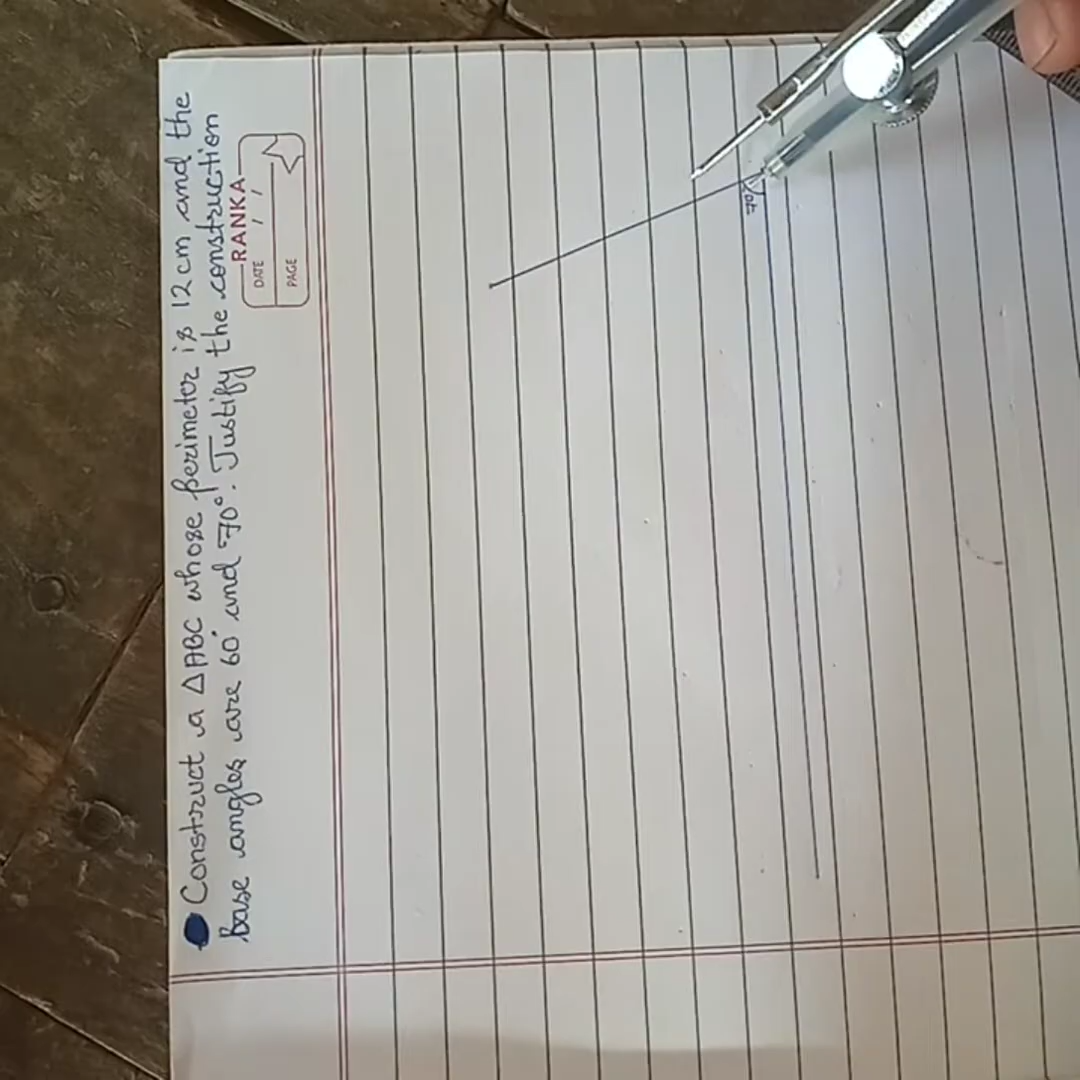 Construct a ΔABC whose perimeter is 12 cm and the
base angles are 60° and 70°. Justify the construction
RANKA
DATE / /
PAGE
70°